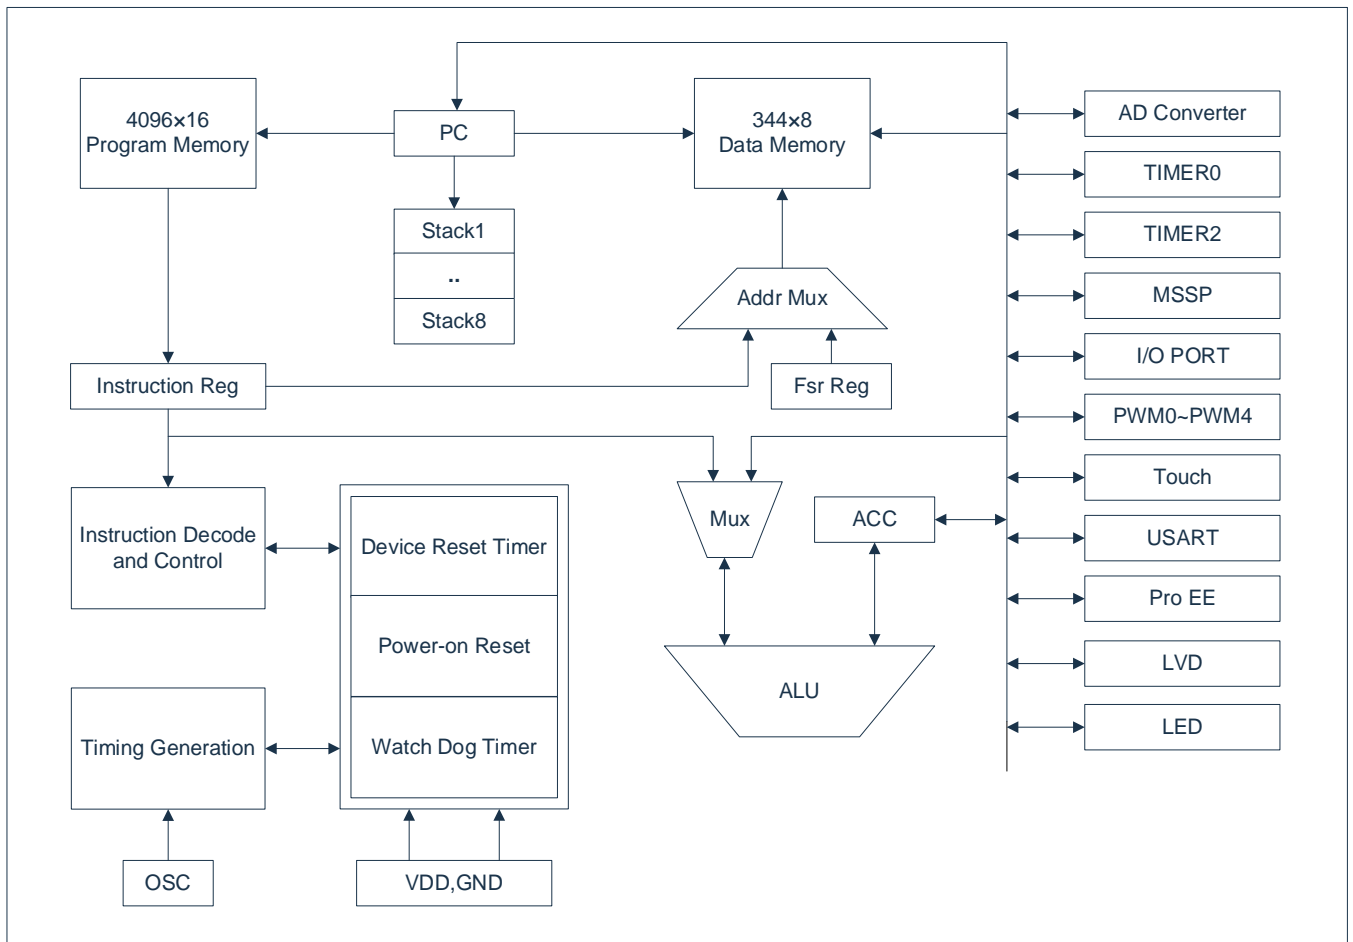 4096×16
Program Memory
PC
344×8
Data Memory
Stack1
..
Stack8
Addr Mux
Instruction Reg
Fsr Reg
Instruction Decode
and Control
Device Reset Timer
Power-on Reset
Watch Dog Timer
Timing Generation
OSC
VDD,GND
Mux
ACC
ALU
AD Converter
TIMER0
TIMER2
MSSP
I/O PORT
PWM0~PWM4
Touch
USART
Pro EE
LVD
LED